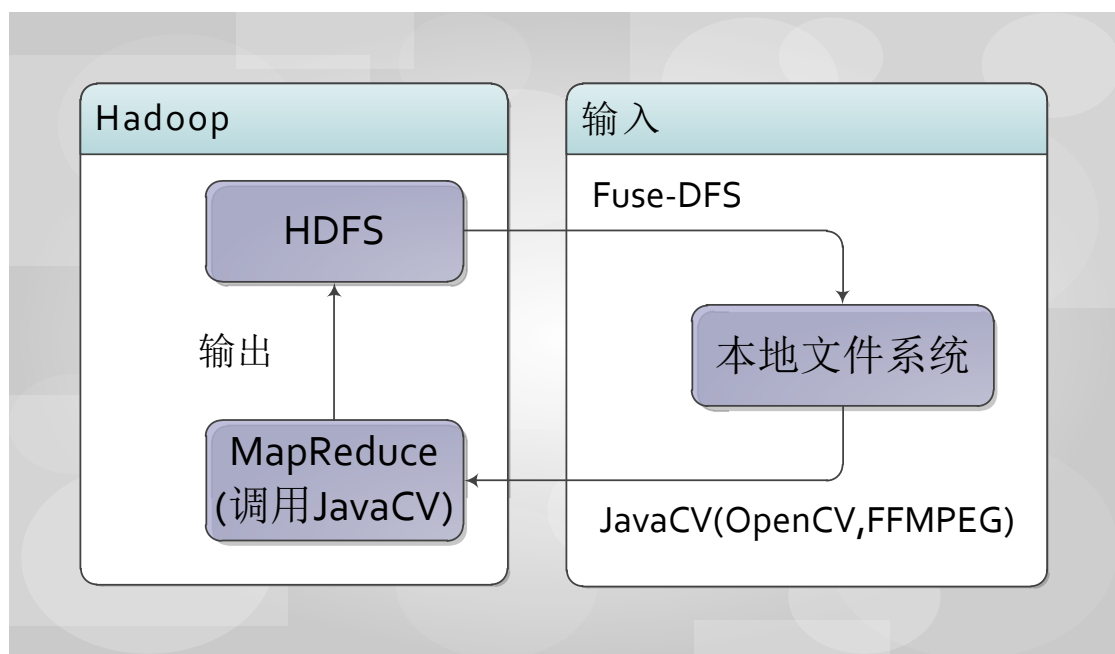 Hadoop
HDFS
输出
MapReduce
(调用JavaCV)
输入
Fuse-DFS
本地文件系统
JavaCV(OpenCV,FFMPEG)